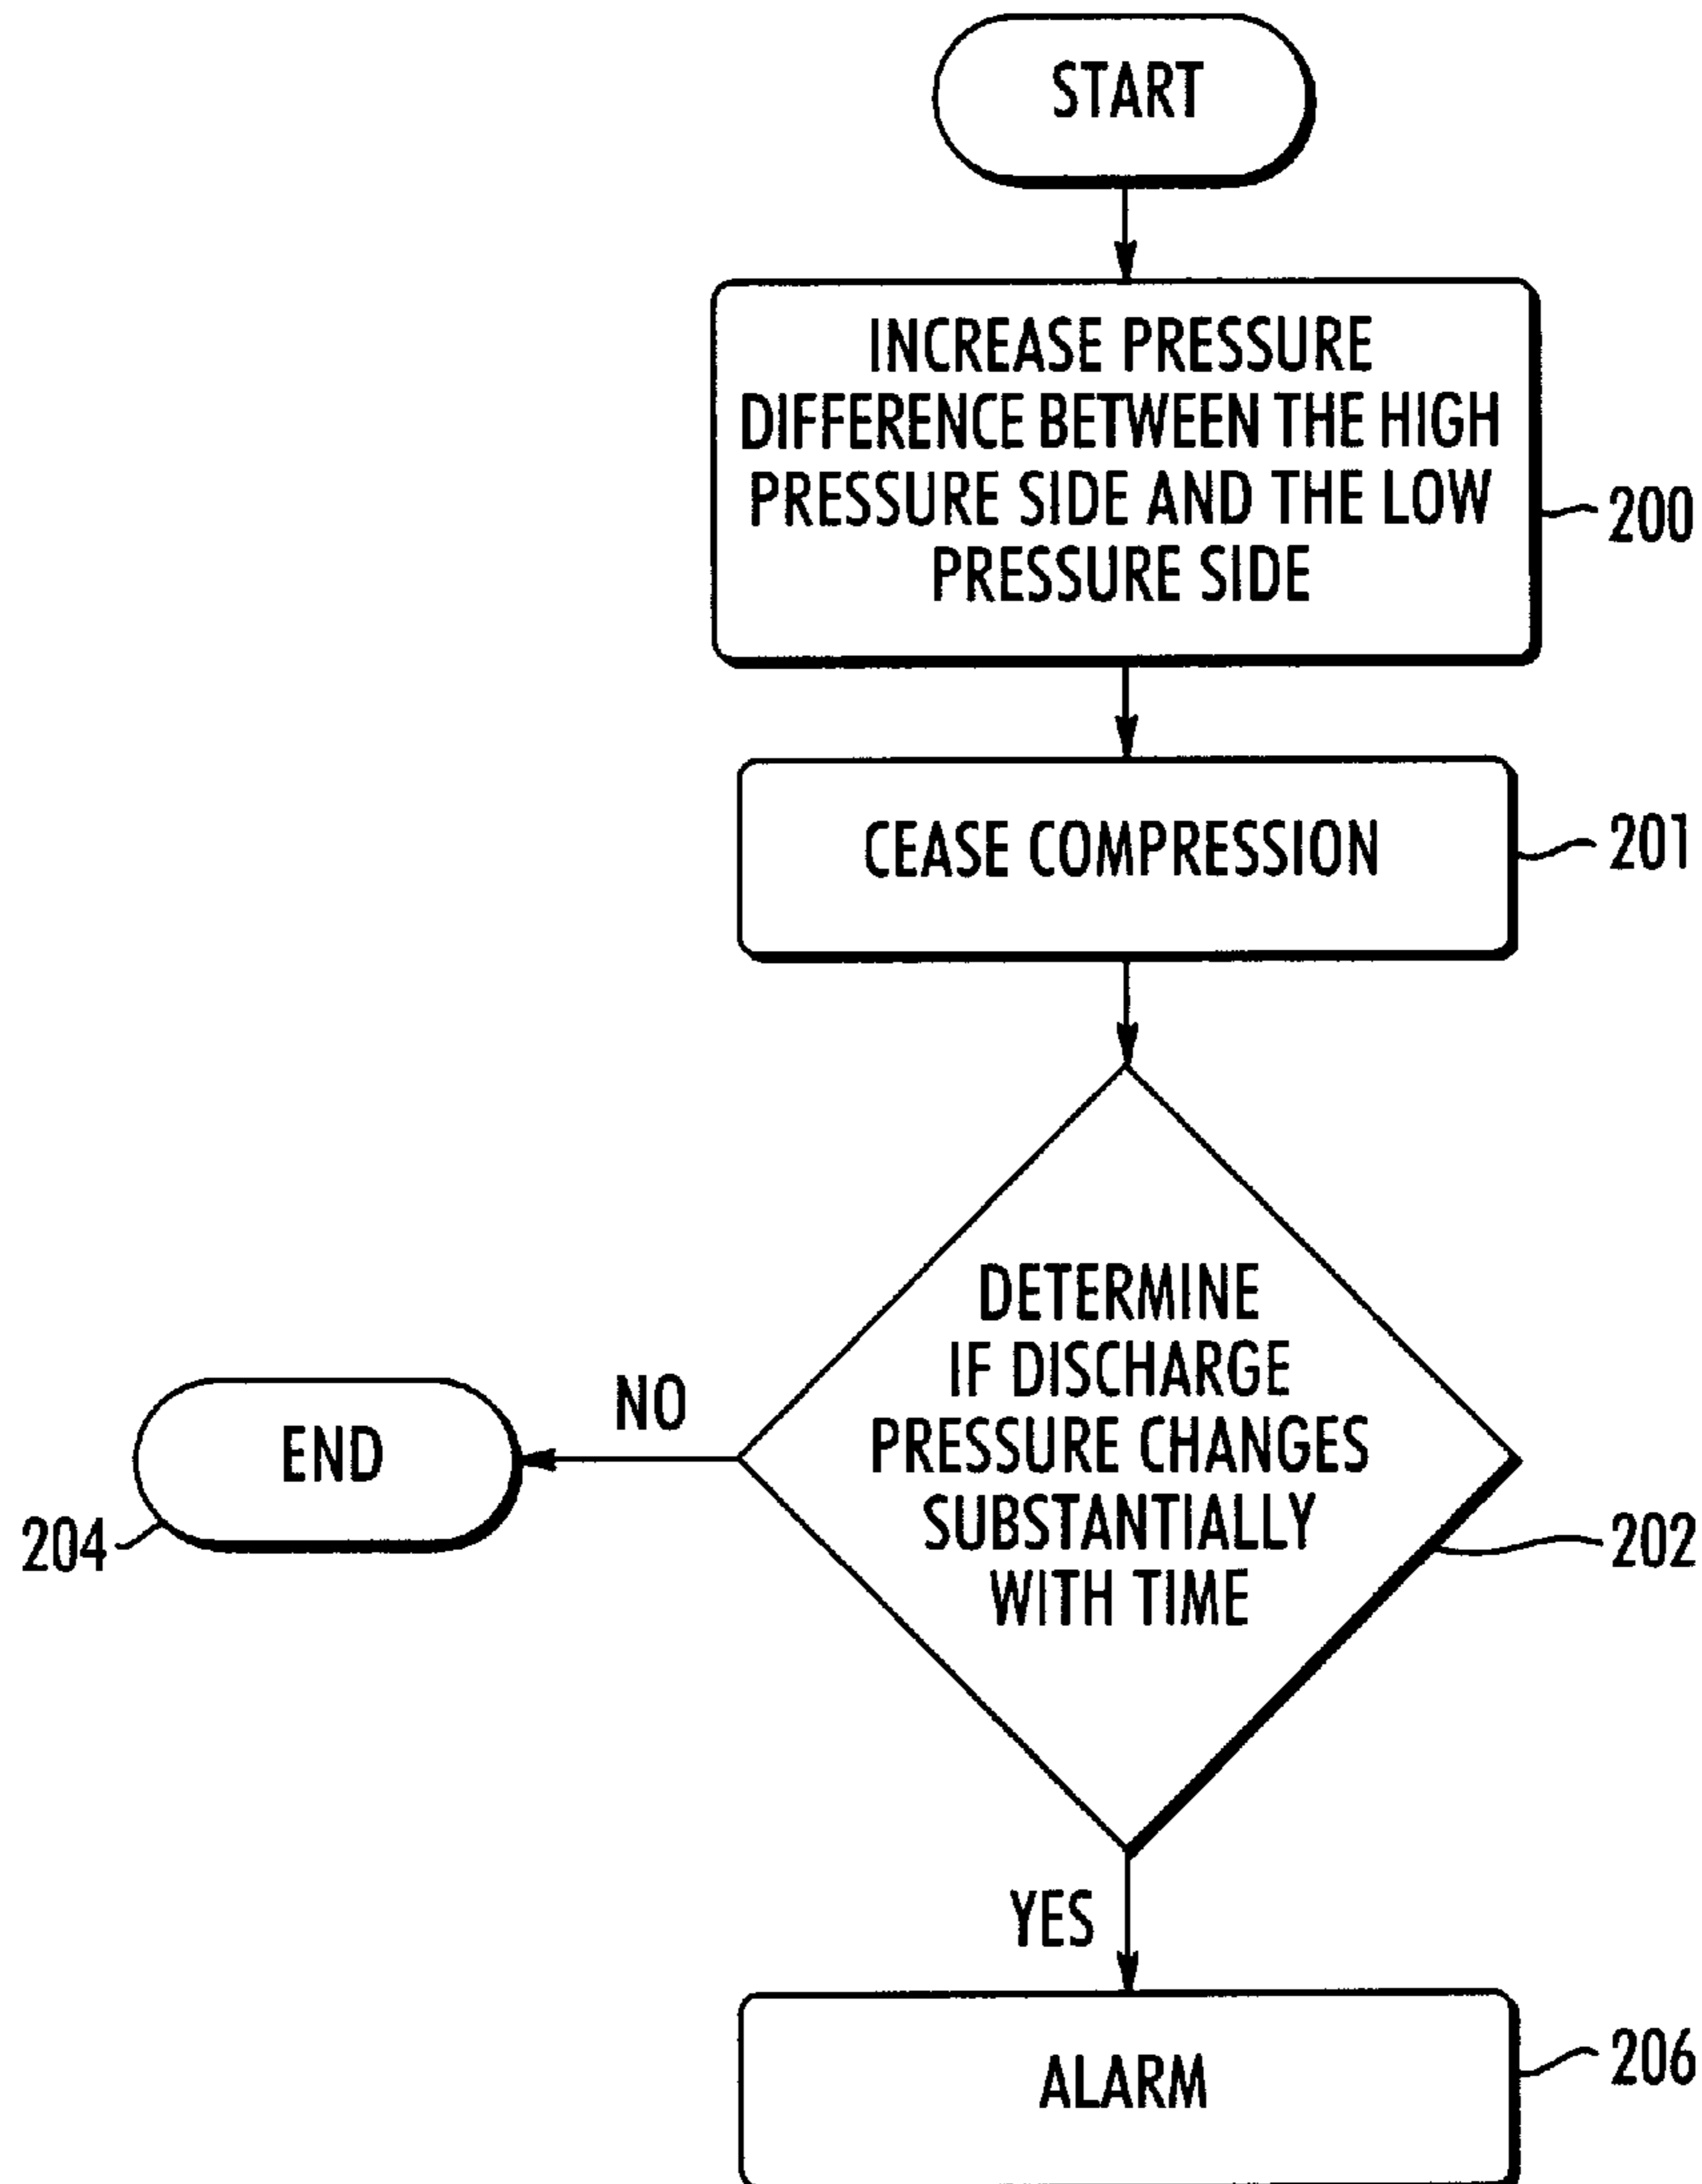 START
INCREASE PRESSURE
DIFFERENCE BETWEEN THE HIGH
PRESSURE SIDE AND THE LOW
PRESSURE SIDE
200
CEASE COMPRESSION
201
DETERMINE
IF DISCHARGE
PRESSURE CHANGES
SUBSTANTIALLY
WITH TIME
202
NO
END
204
YES
ALARM
206